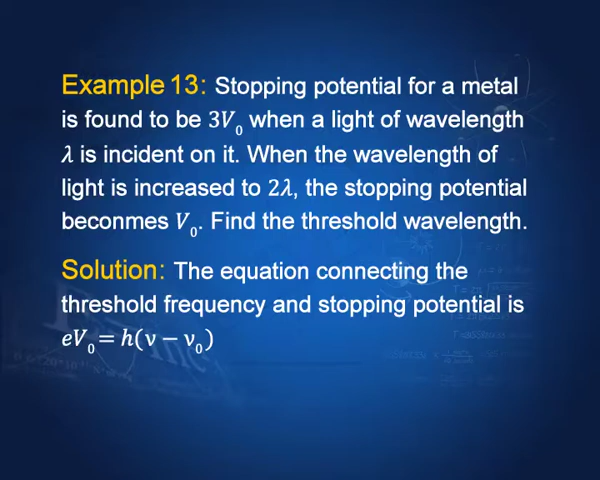 Example 13: Stopping potential for a metal
is found to be 3V₀ when a light of wavelength
λ is incident on it. When the wavelength of
light is increased to 2λ, the stopping potential
beconmes V₀. Find the threshold wavelength.
Solution: The equation connecting the
threshold frequency and stopping potential is
eV₀ = h(ν – ν₀)